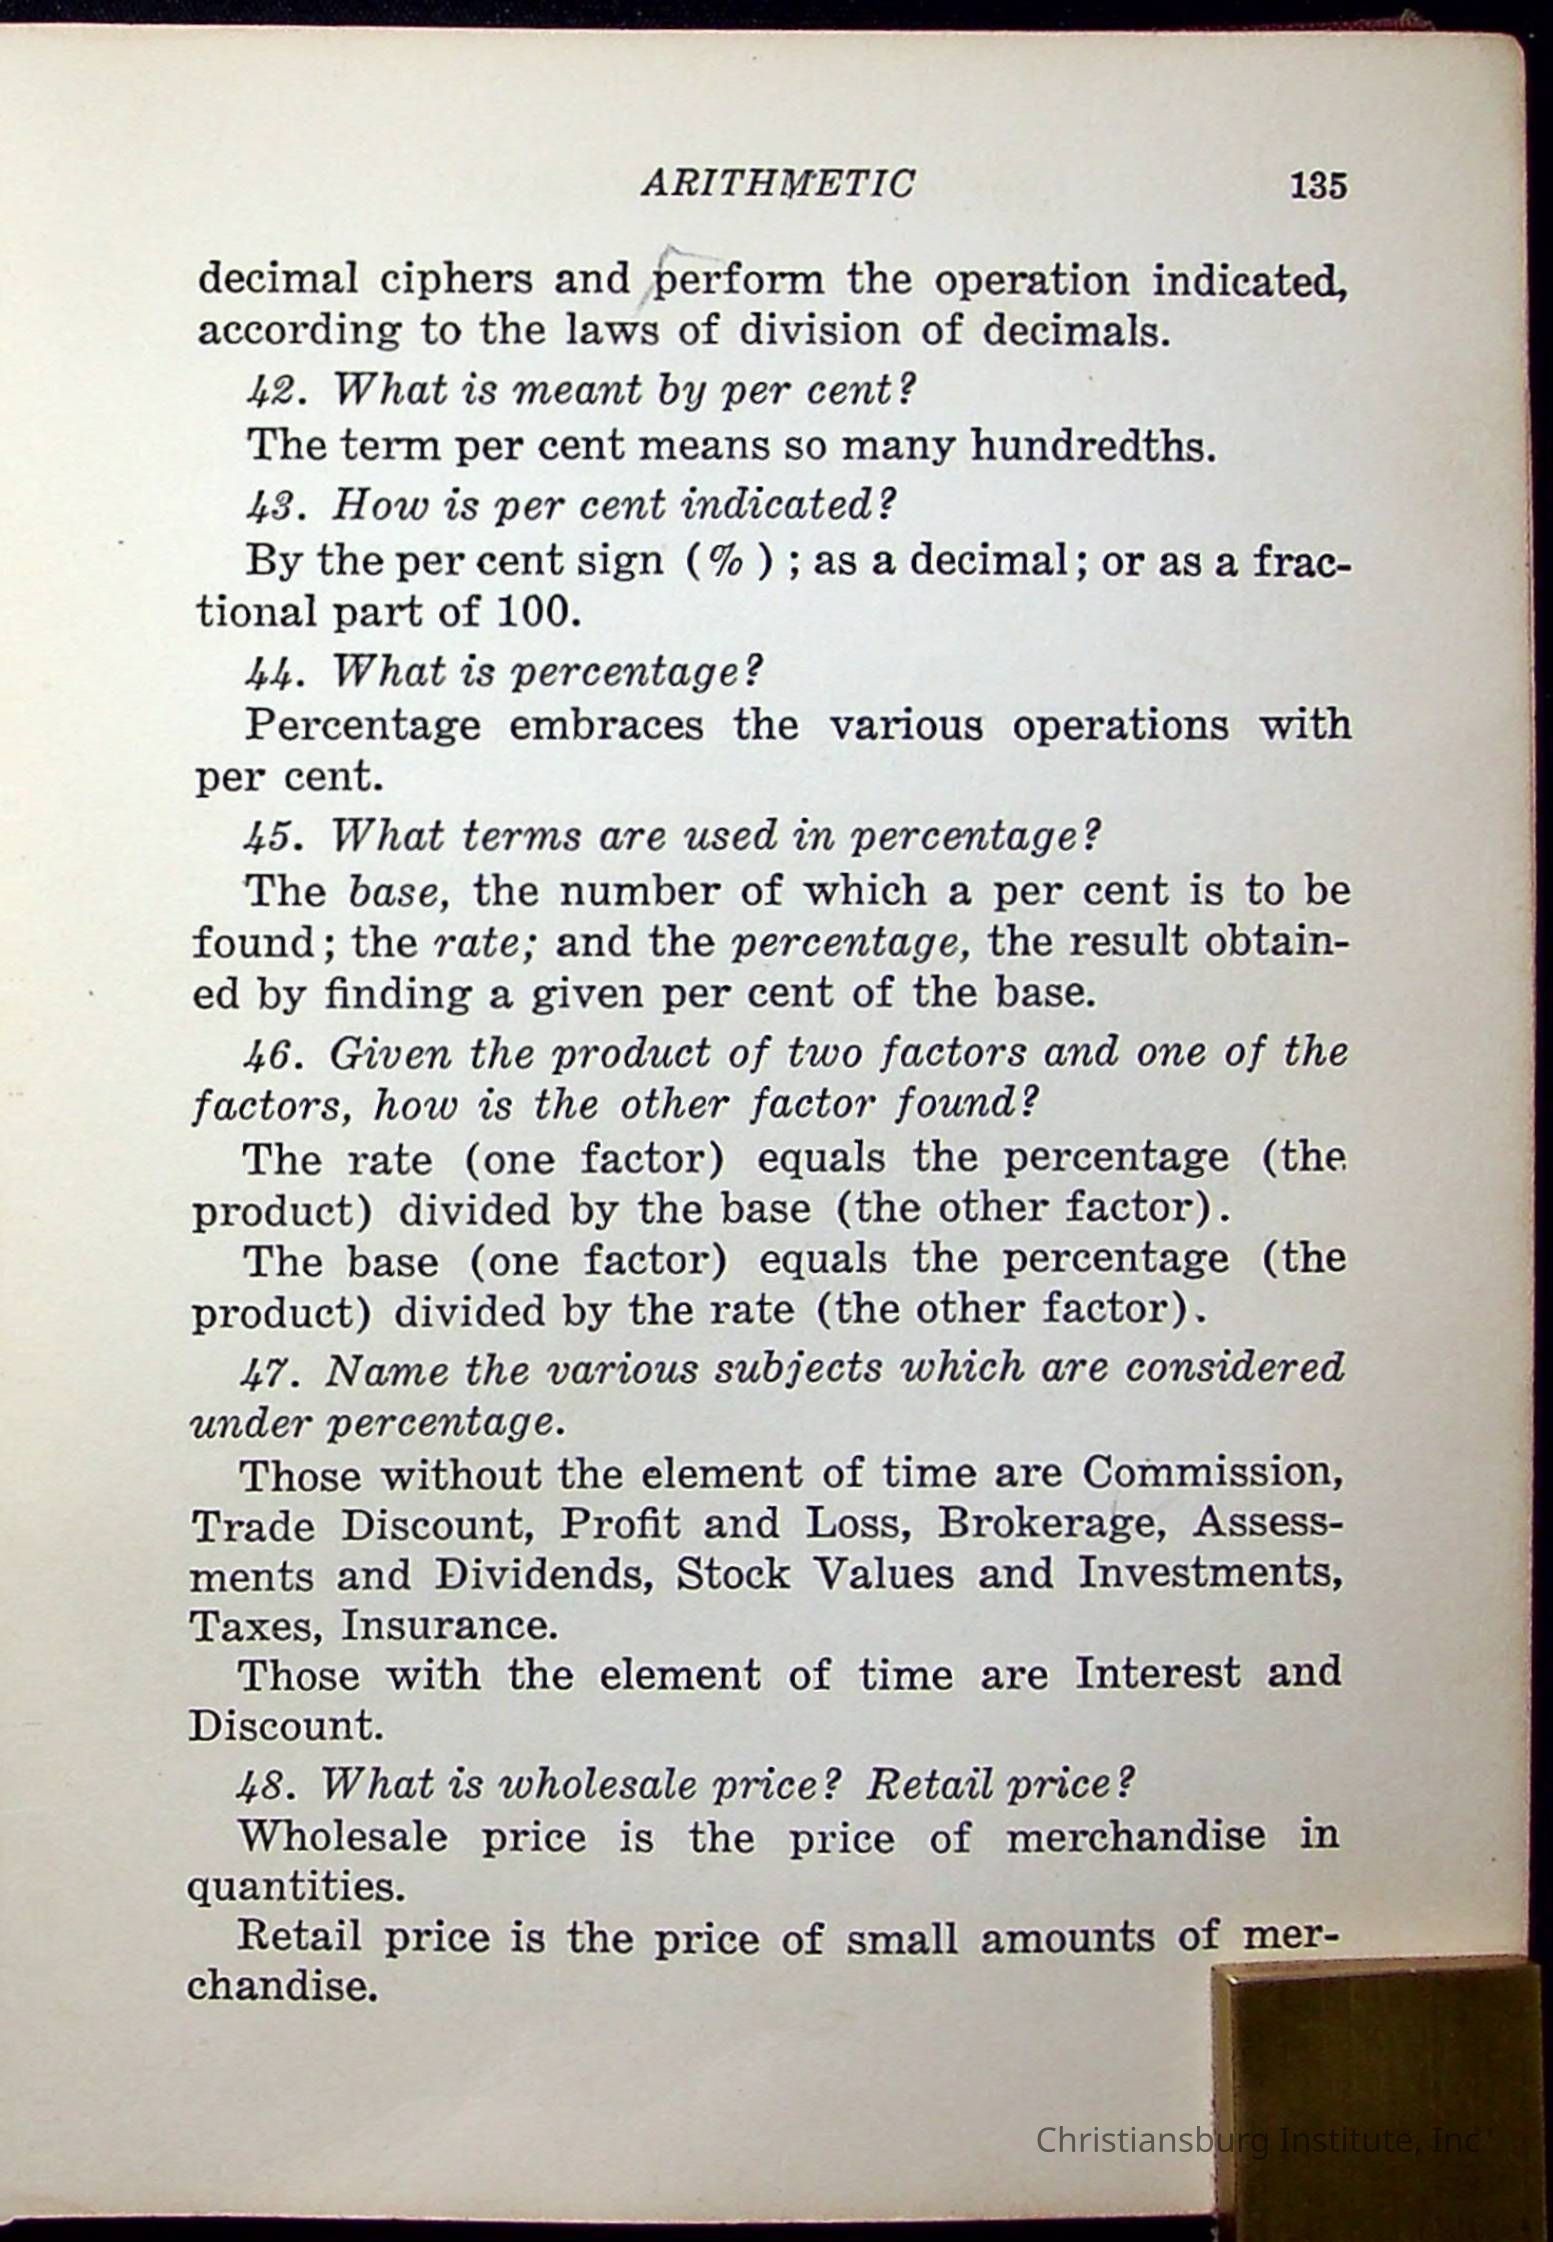 ARITHMETIC 135
decimal ciphers and perform the operation indicated,
according to the laws of division of decimals.
42. What is meant by per cent?
The term per cent means so many hundredths.
43. How is per cent indicated?
By the per cent sign (%); as a decimal; or as a frac-
tional part of 100.
44. What is percentage?
Percentage embraces the various operations with
per cent.
45. What terms are used in percentage?
The base, the number of which a per cent is to be
found; the rate; and the percentage, the result obtain-
ed by finding a given per cent of the base.
46. Given the product of two factors and one of the
factors, how is the other factor found?
The rate (one factor) equals the percentage (the
product) divided by the base (the other factor).
The base (one factor) equals the percentage (the
product) divided by the rate (the other factor).
47. Name the various subjects which are considered
under percentage.
Those without the element of time are Commission,
Trade Discount, Profit and Loss, Brokerage, Assess-
ments and Dividends, Stock Values and Investments,
Taxes, Insurance.
Those with the element of time are Interest and
Discount.
48. What is wholesale price? Retail price?
Wholesale price is the price of merchandise in
quantities.
Retail price is the price of small amounts of mer-
chandise.
Christiansburg Institute, Inc